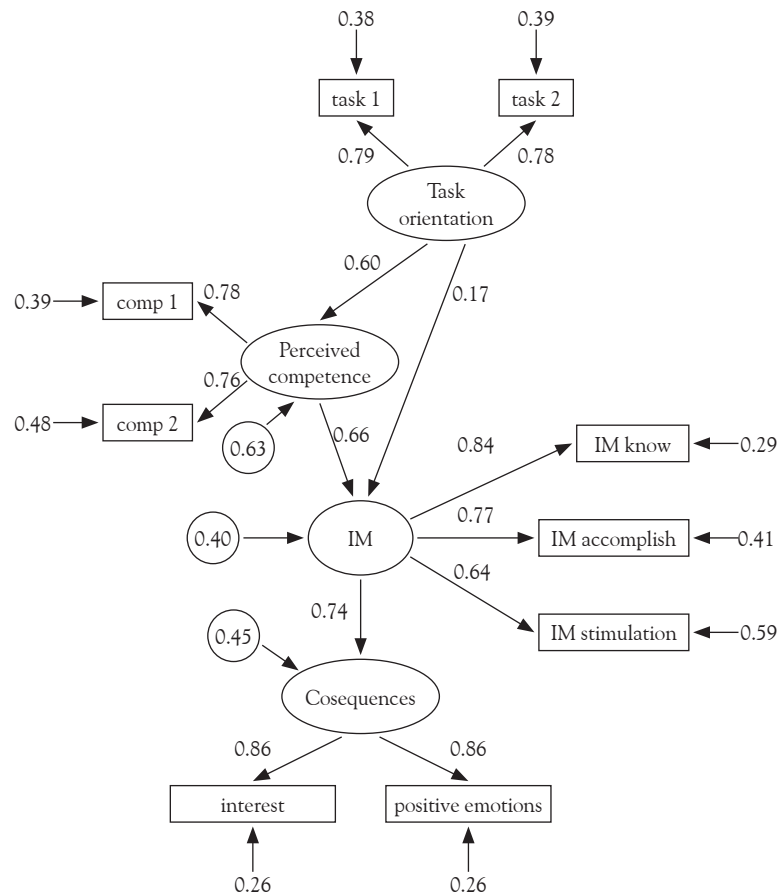 0.38
0.39
task 1
task 2
0.79
0.78
Task
orientation
0.60
0.17
0.39
comp 1
0.78
Perceived
competence
0.76
0.48
comp 2
0.63
0.66
0.84
IM know
0.29
0.40
IM
0.77
IM accomplish
0.41
0.64
0.74
0.45
IM stimulation
0.59
Cosequences
0.86
0.86
interest
positive emotions
0.26
0.26